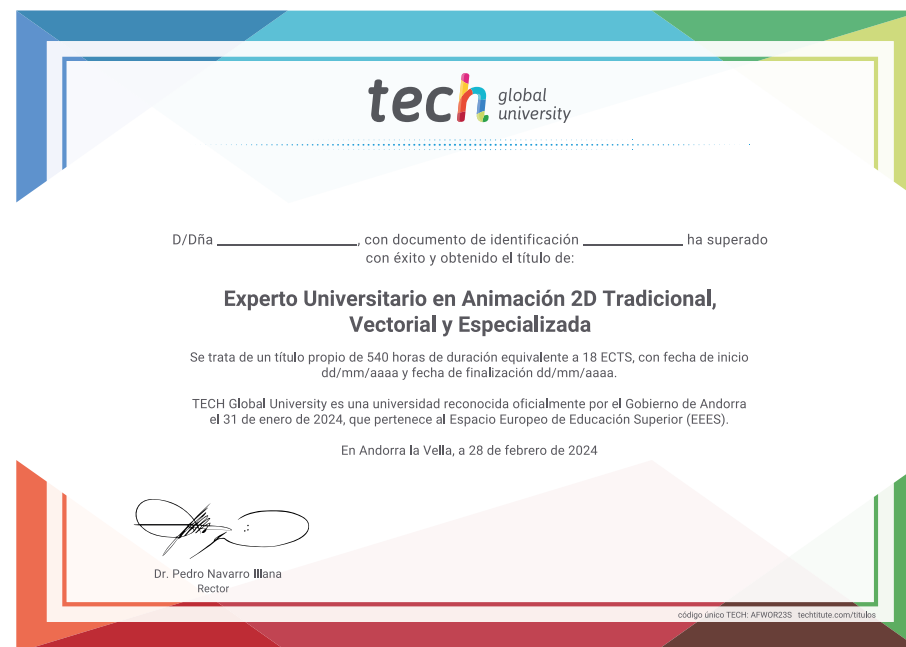 tech global university
D/Dña ________________, con documento de identificación ____________ ha superado
con éxito y obtenido el título de:
Experto Universitario en Animación 2D Tradicional,
Vectorial y Especializada
Se trata de un título propio de 540 horas de duración equivalente a 18 ECTS, con fecha de inicio
dd/mm/aaaa y fecha de finalización dd/mm/aaaa.
TECH Global University es una universidad reconocida oficialmente por el Gobierno de Andorra
el 31 de enero de 2024, que pertenece al Espacio Europeo de Educación Superior (EEES).
En Andorra la Vella, a 28 de febrero de 2024
Dr. Pedro Navarro Illana
Rector
código único TECH: AFWOR23S techtitute.com/titulos